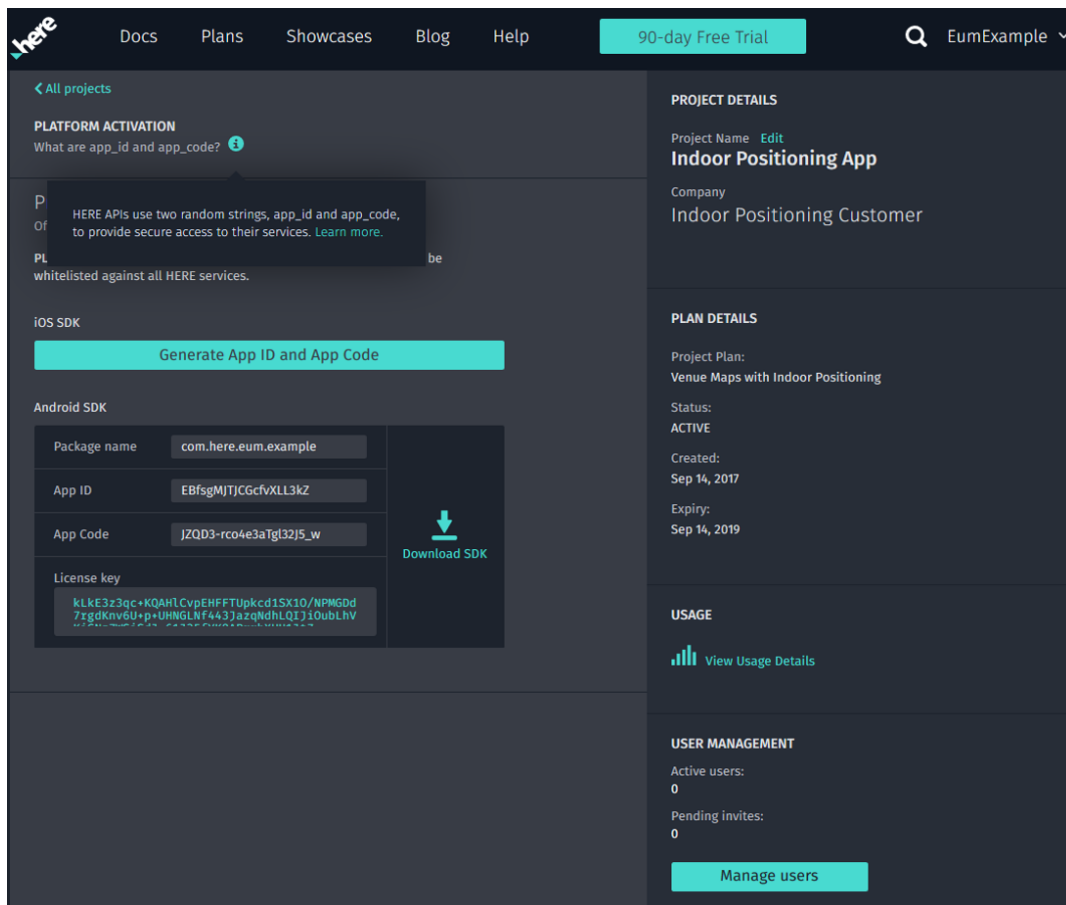 here
Docs
Plans
Showcases
Blog
Help
90-day Free Trial
EumExample
All projects
PLATFORM ACTIVATION
What are app_id and app_code?
HERE APIs use two random strings, app_id and app_code,
to provide secure access to their services. Learn more.
be
whitelisted against all HERE services.
iOS SDK
Generate App ID and App Code
Android SDK
Package name
com.here.eum.example
App ID
EBfsgMJTJCGcfvXLL3kZ
App Code
JZQD3-rco4e3aTgl32J5_w
License key
kLkE3z3qc+KQAHlCvpEHFFTUpkcd1SX1O/NPMGDd
7rgdKnv6U+p+UHNGLNf443JazqNdhLQIJiOubLhV
Download SDK
PROJECT DETAILS
Project Name Edit
Indoor Positioning App
Company
Indoor Positioning Customer
PLAN DETAILS
Project Plan:
Venue Maps with Indoor Positioning
Status:
ACTIVE
Created:
Sep 14, 2017
Expiry:
Sep 14, 2019
USAGE
View Usage Details
USER MANAGEMENT
Active users:
0
Pending invites:
0
Manage users